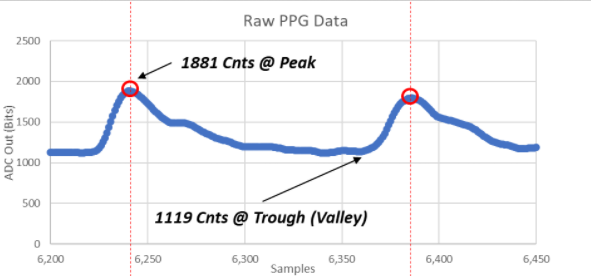 Raw PPG Data
2500
1881 Cnts @ Peak
2000
1500
1000
1119 Cnts @ Trough (Valley)
500
0
ADC Out (Bits)
6,200 6,250 6,300 6,350 6,400 6,450
Samples